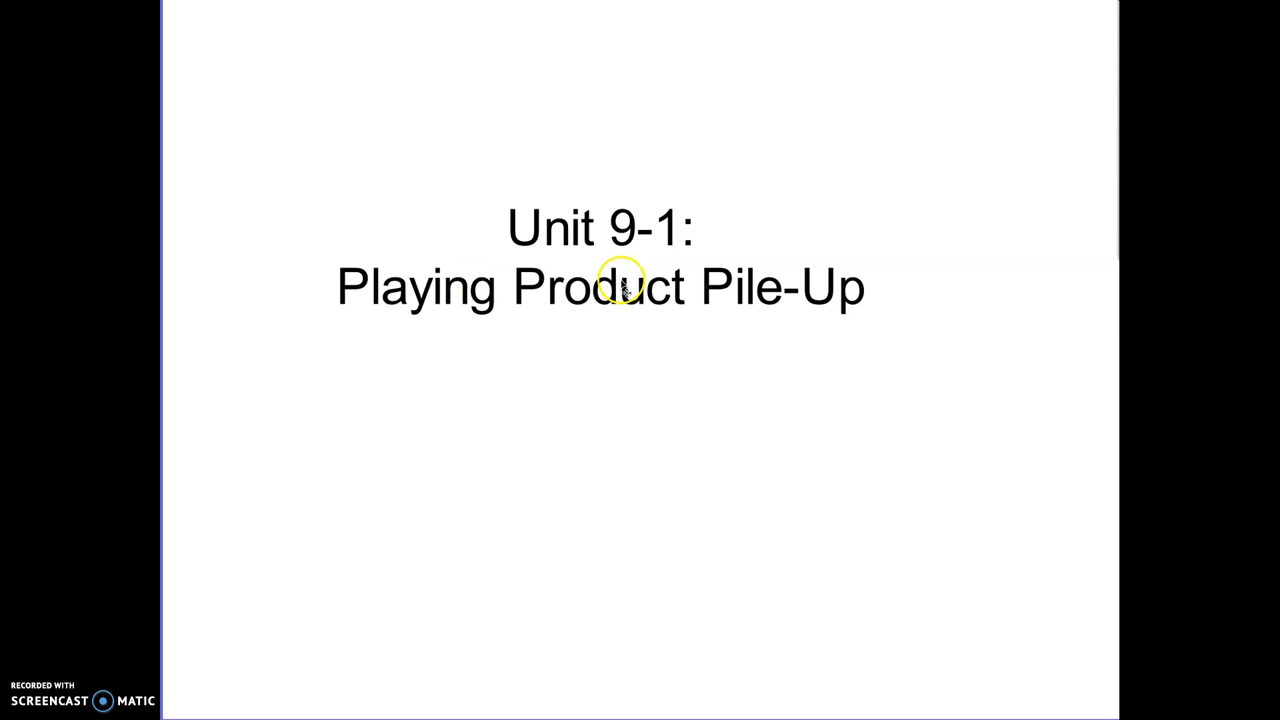 Unit 9-1:
Playing Product Pile-Up
RECORDED WITH
SCREENCAST MATIC